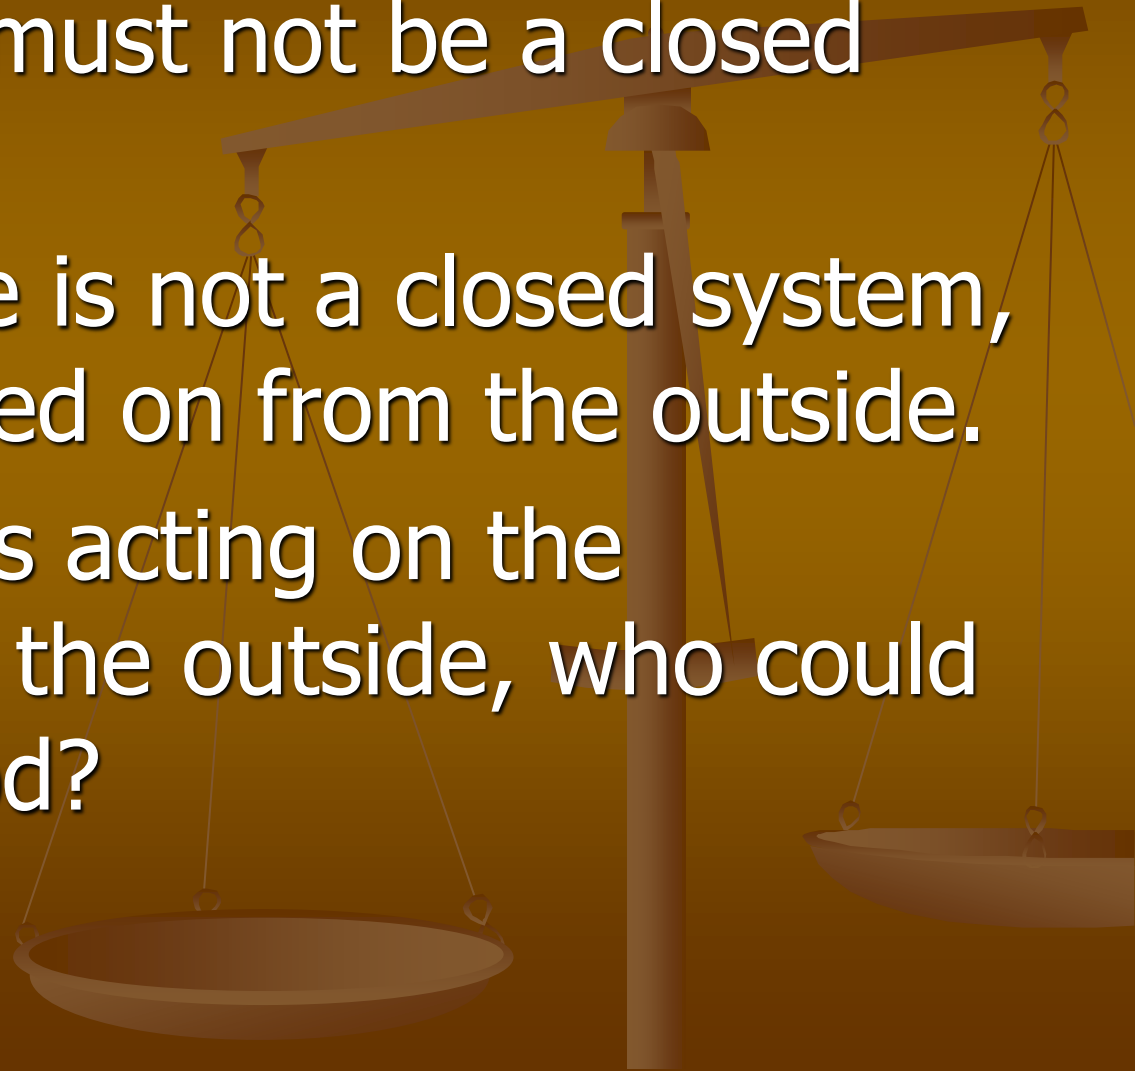 must not be a closed
e is not a closed system,
ed on from the outside.
s acting on the
the outside, who could
d?